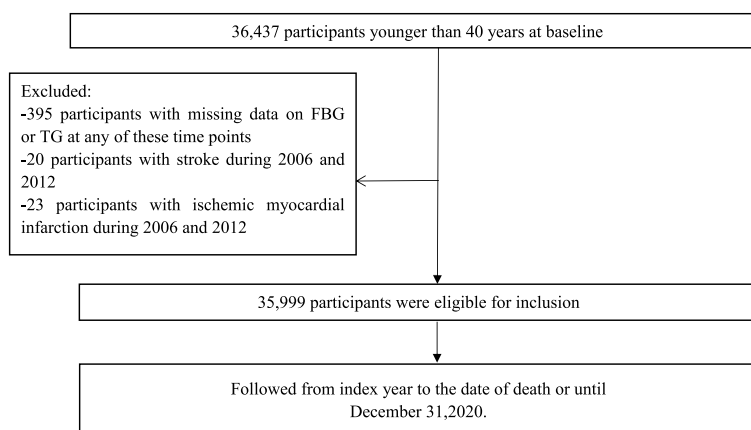 36,437 participants younger than 40 years at baseline
Excluded:
-395 participants with missing data on FBG
or TG at any of these time points
-20 participants with stroke during 2006 and
2012
-23 participants with ischemic myocardial
infarction during 2006 and 2012
35,999 participants were eligible for inclusion
Followed from index year to the date of death or until
December 31,2020.